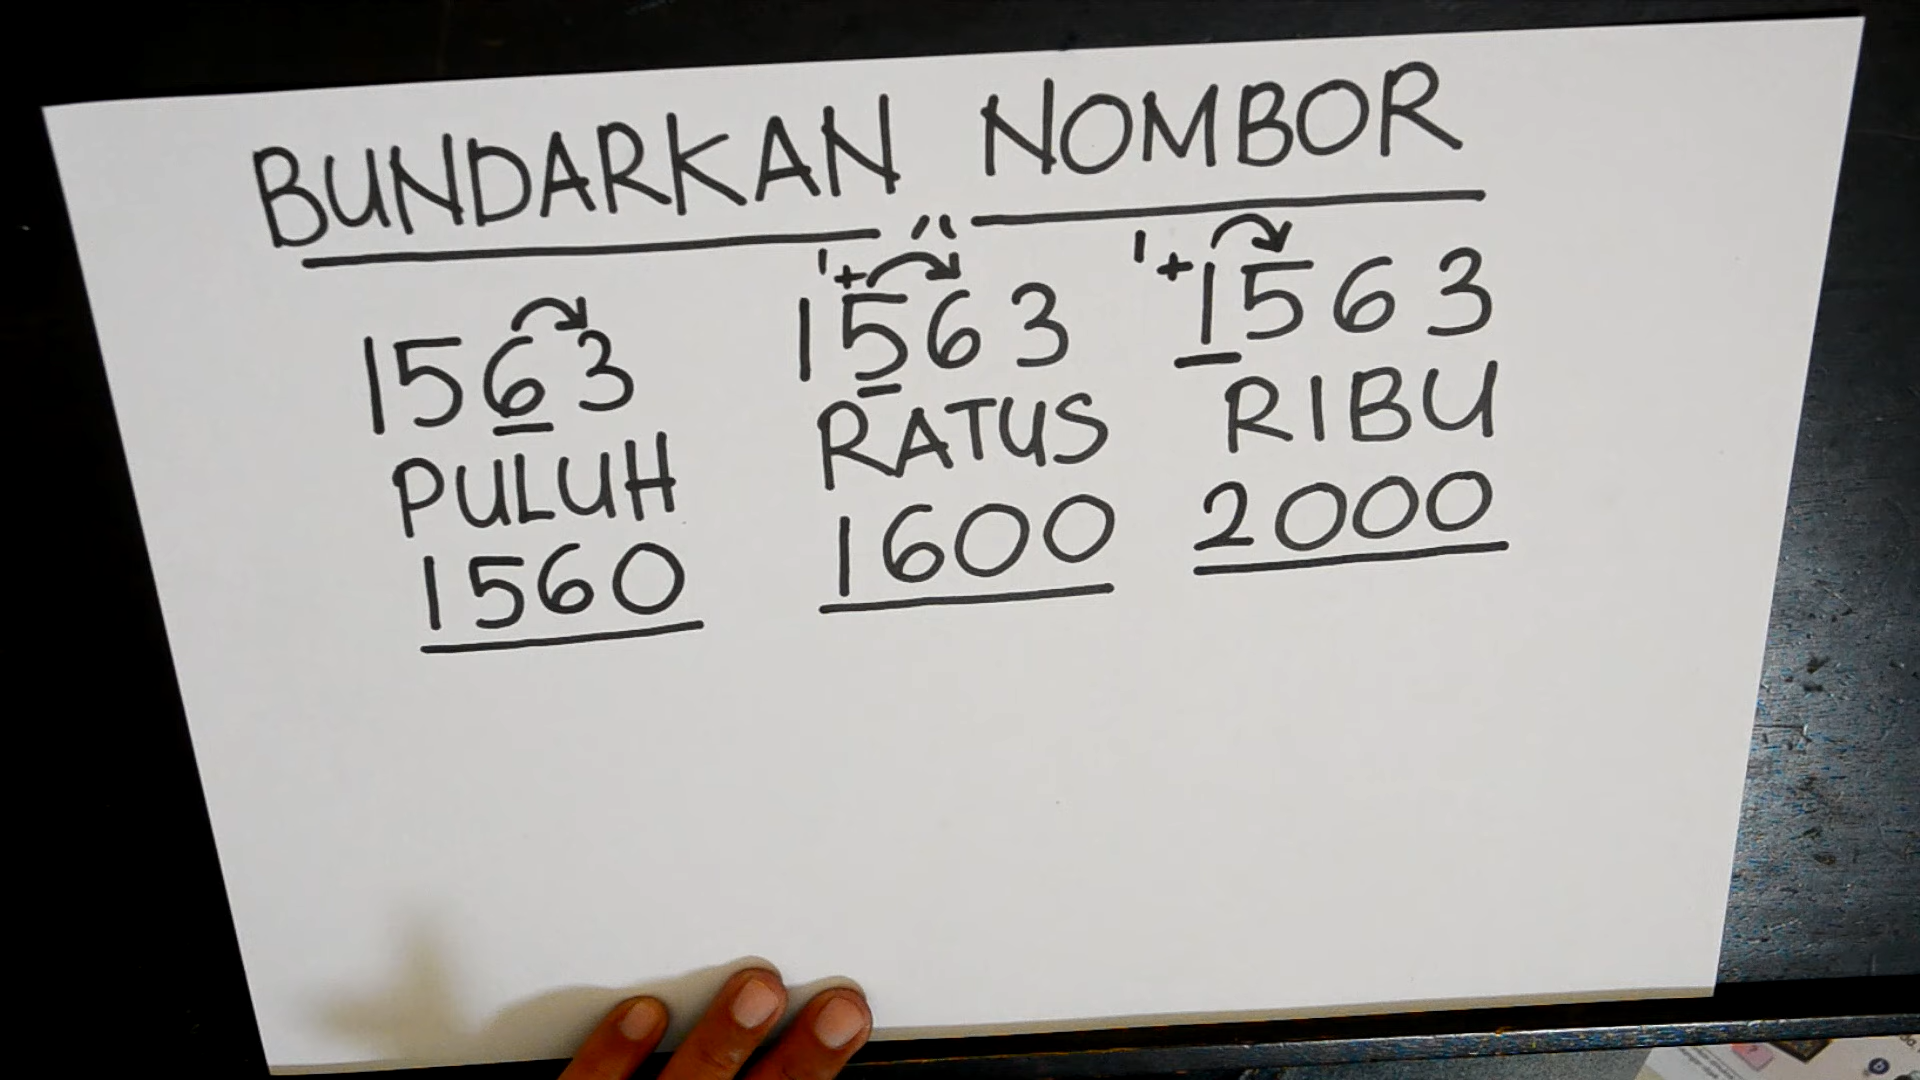 BUNDARKAN NOMBOR
1563
PULUH
1560
1+
1563
RATUS
1600
1+
1563
RIBU
2000